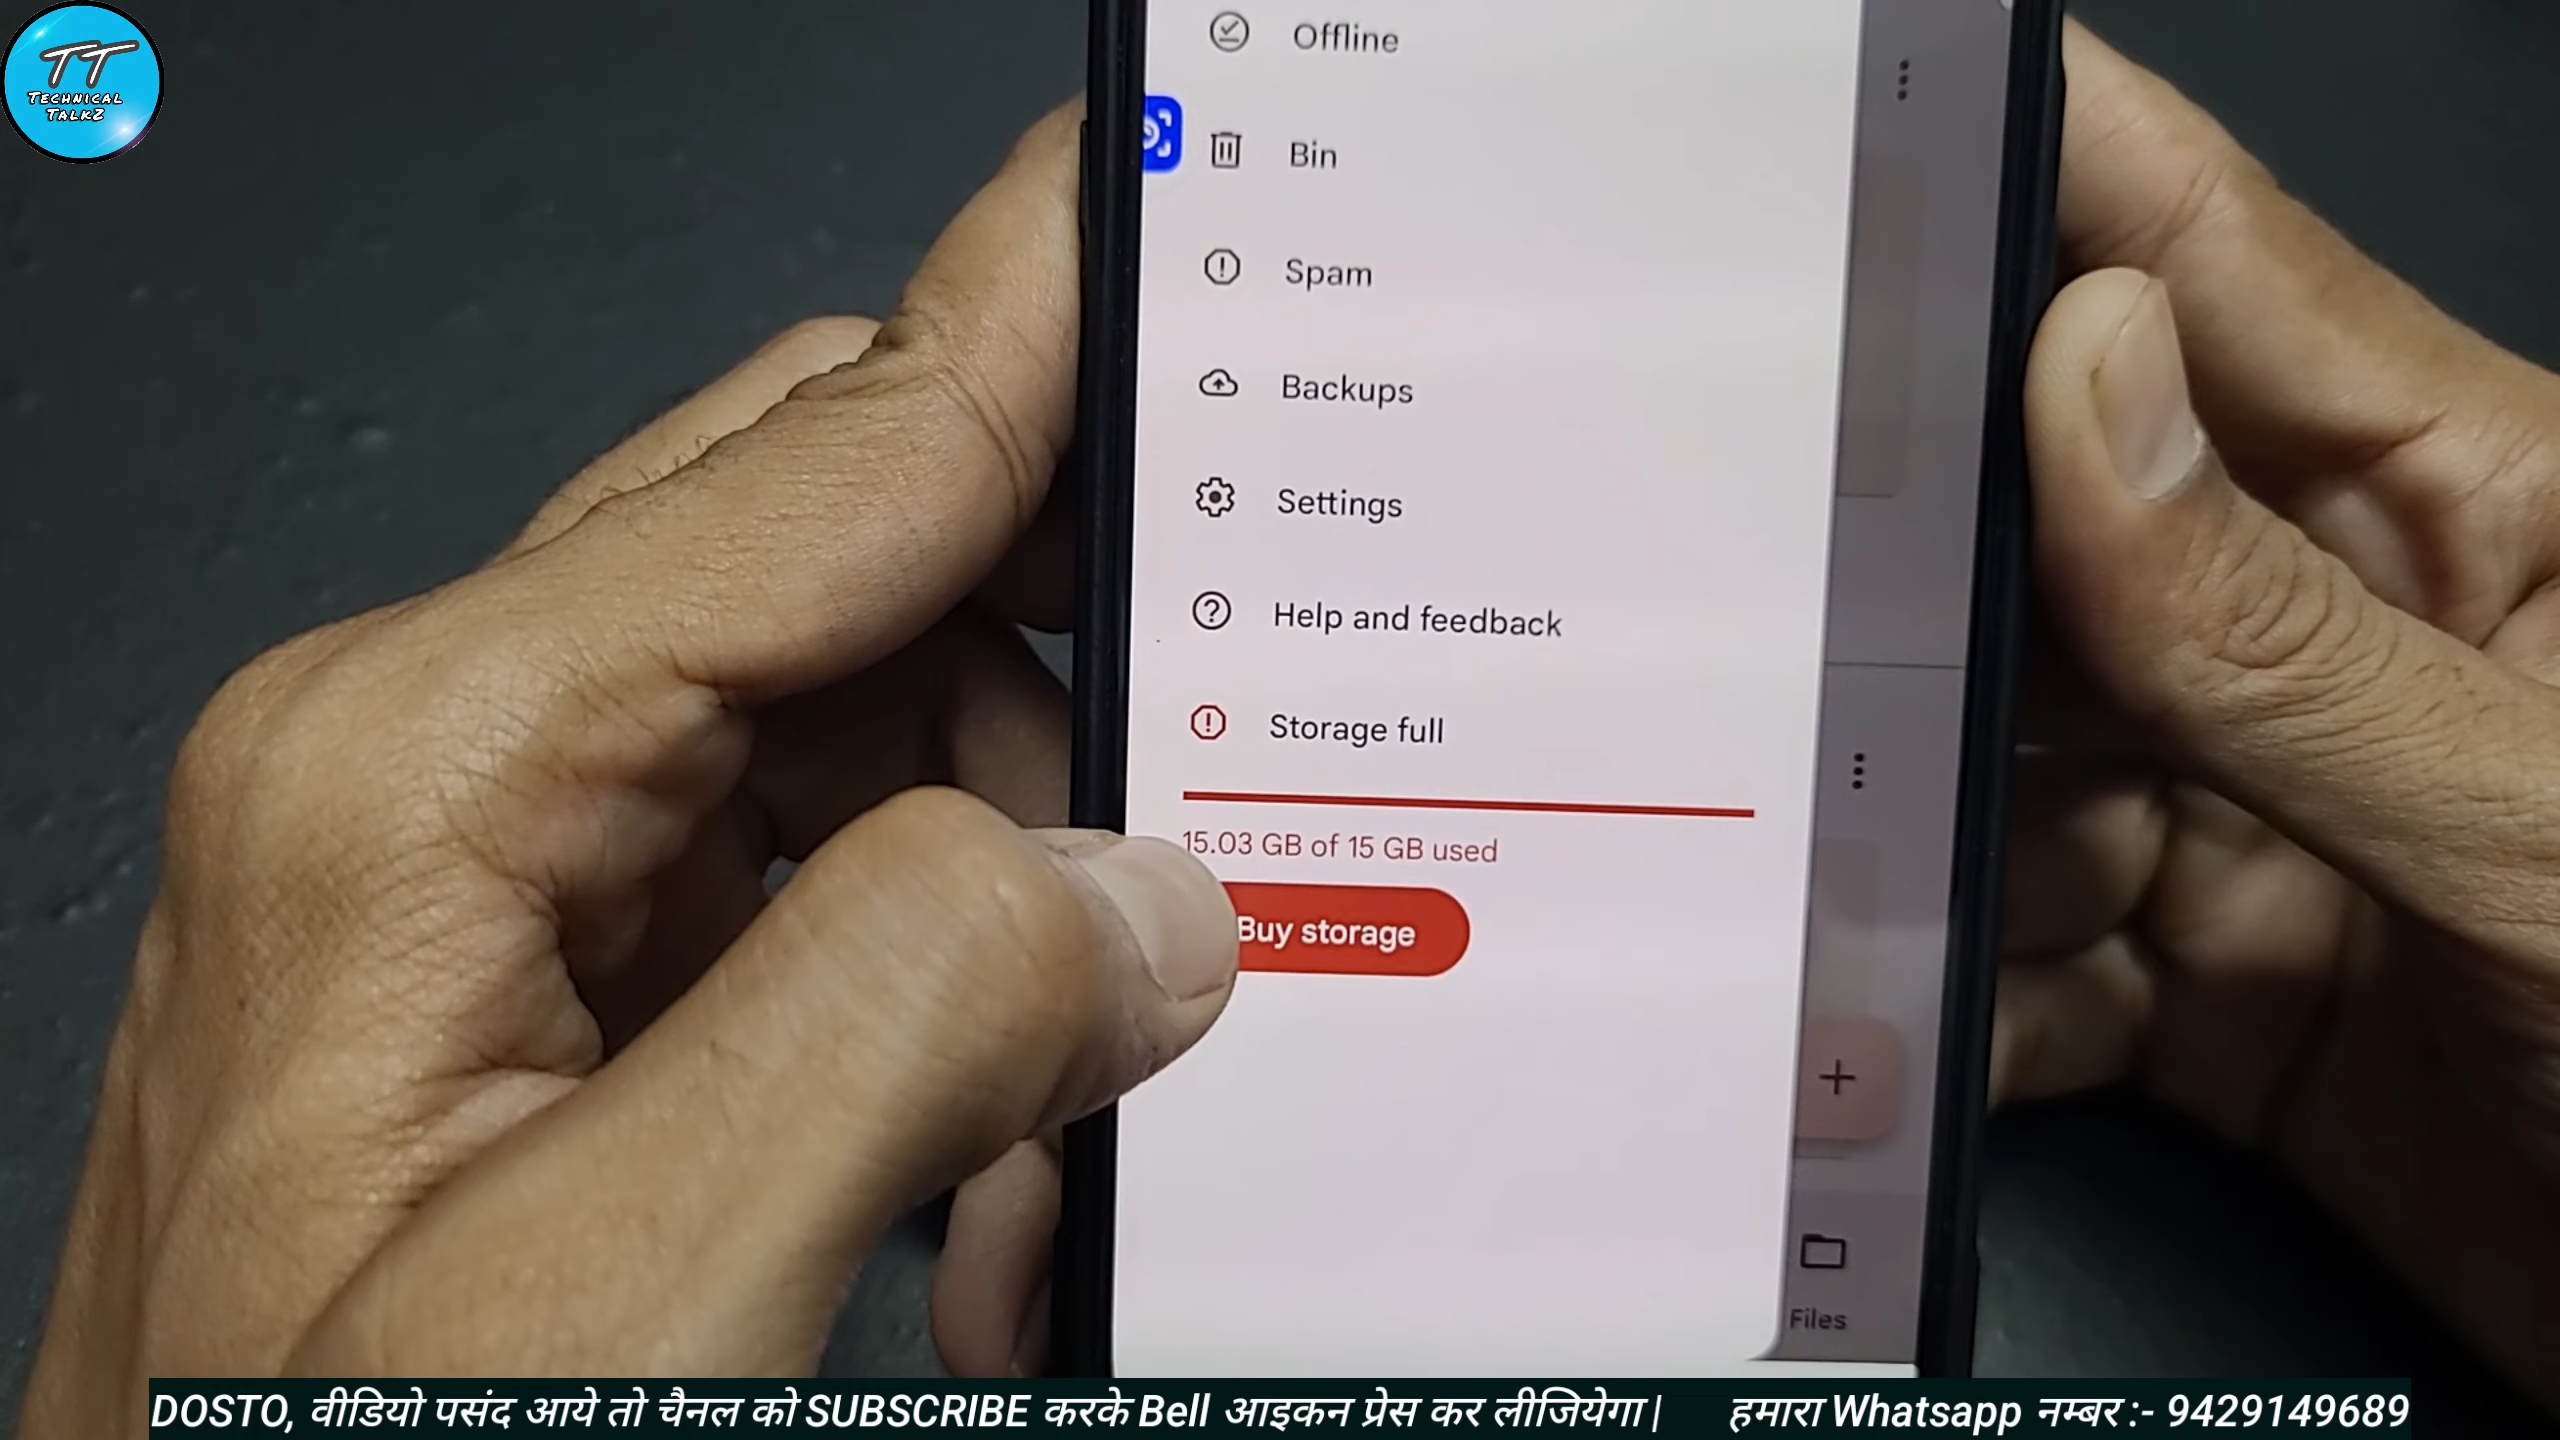 TT
TECHNICAL
TALKZ
Offline
Bin
Spam
Backups
Settings
Help and feedback
Storage full
15.03 GB of 15 GB used
Buy storage
Files
DOSTO, वीडियो पसंद आये तो चैनल को SUBSCRIBE करके Bell आइकन प्रेस कर लीजियेगा | हमारा Whatsapp नम्बर :- 9429149689